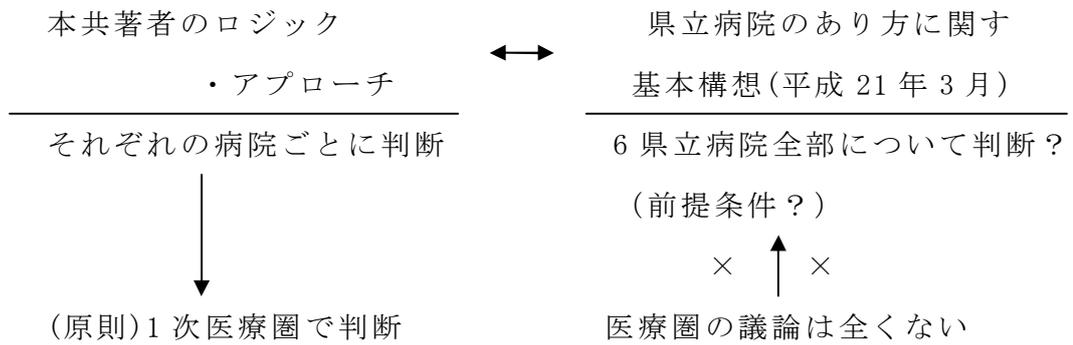 本共著者のロジック
・アプローチ
それぞれの病院ごとに判断
(原則)1次医療圏で判断
県立病院のあり方に関す
基本構想(平成21年3月)
6県立病院全部について判断？
(前提条件？)
× ×
医療圏の議論は全くない